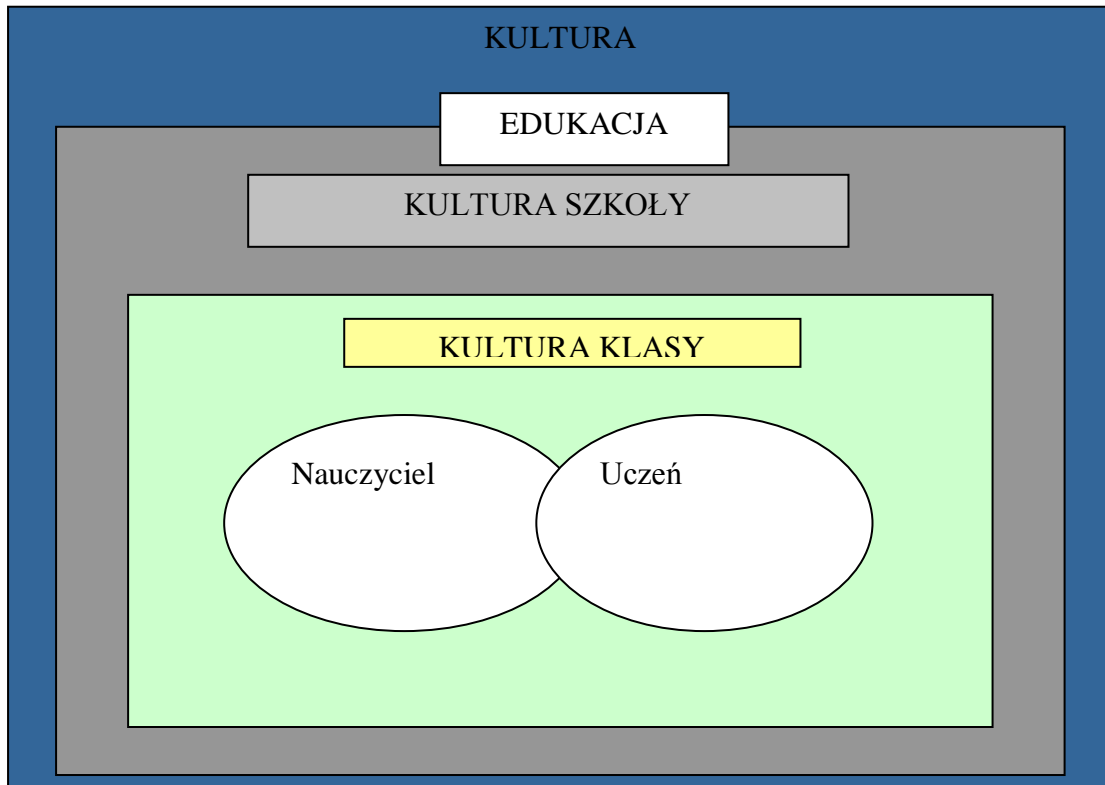 KULTURA
EDUKACJA
KULTURA SZKOŁY
KULTURA KLASY
Nauczyciel
Uczeń